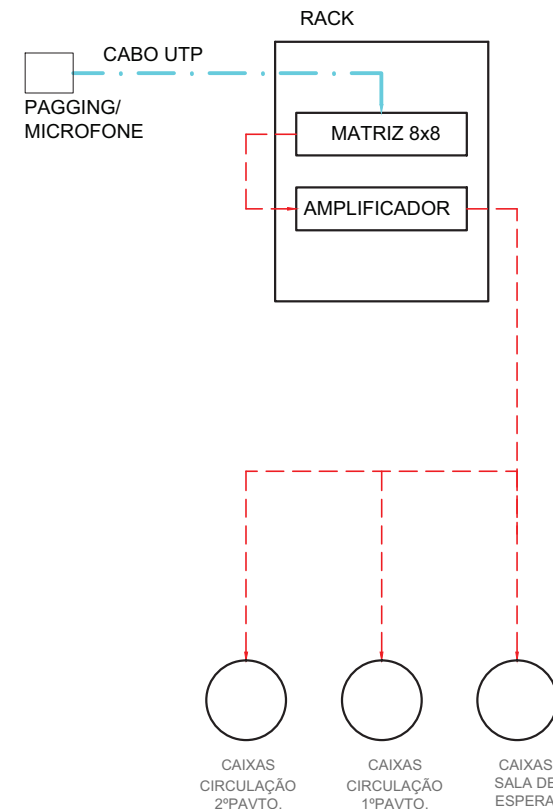 RACK
CABO UTP
PAGGING/
MICROFONE
MATRIZ 8x8
AMPLIFICADOR
CAIXAS
CIRCULAÇÃO
2ºPAVTO.
CAIXAS
CIRCULAÇÃO
1ºPAVTO.
CAIXAS
SALA DE
ESPERA